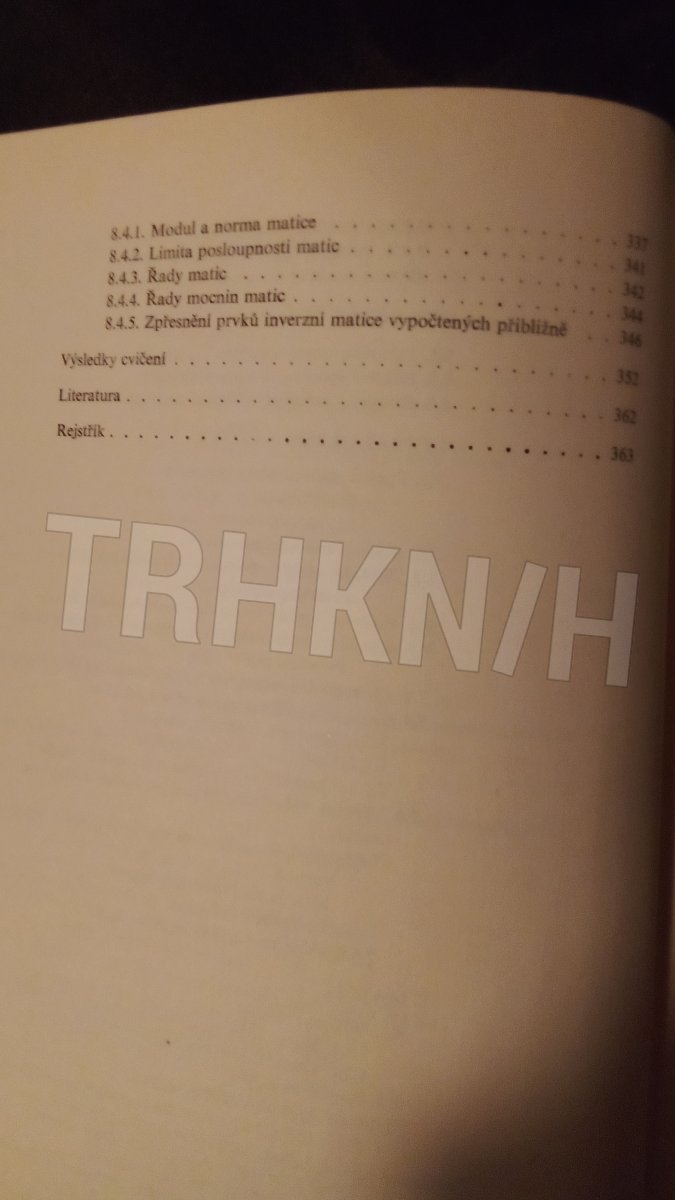 8.4.1. Modul a norma matice . . . . . . . . . . . . . 337
8.4.2. Limita posloupnosti matic . . . . . . . . . . . . 341
8.4.3. Řady matic . . . . . . . . . . . . . . . . 342
8.4.4. Řady mocnin matic . . . . . . . . . . . . . . 344
8.4.5. Zpřesnění prvků inverzní matice vypočtených přibližně . . 346
Výsledky cvičení . . . . . . . . . . . . . . . . . . 352
Literatura . . . . . . . . . . . . . . . . . . . . 362
Rejstřík . . . . . . . . . . . . . . . . . . . . . 363
TRHKN/H